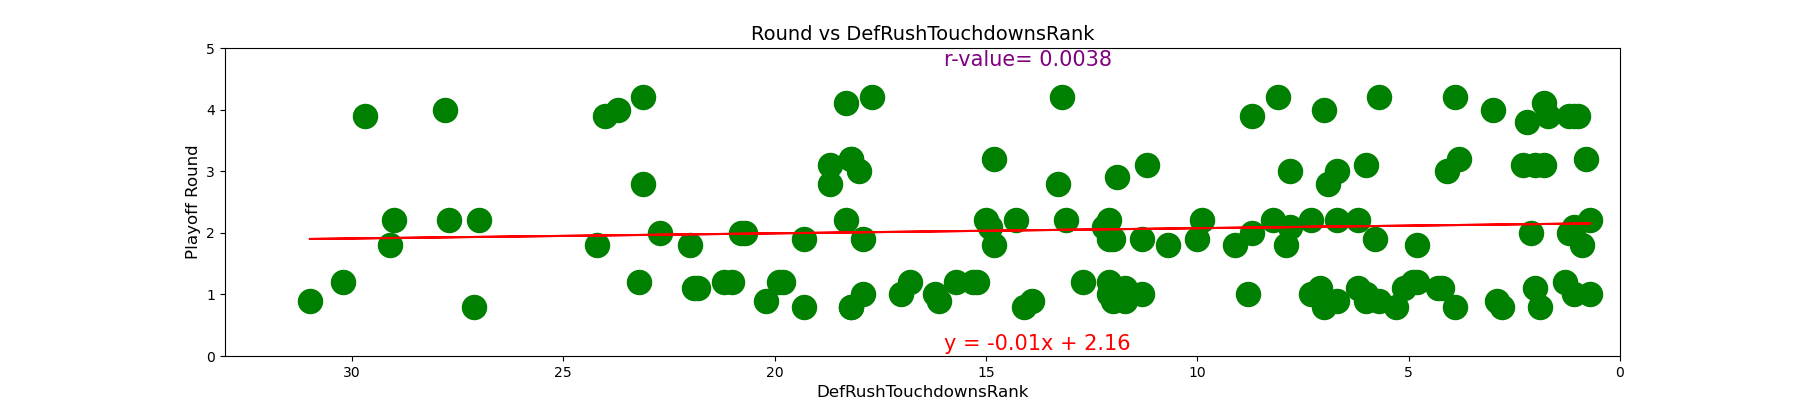 Round vs DefRushTouchdownsRank
r-value= 0.0038
5
4
3
2
1
0
Playoff Round
y = -0.01x + 2.16
30 25 20 15 10 5 0
DefRushTouchdownsRank